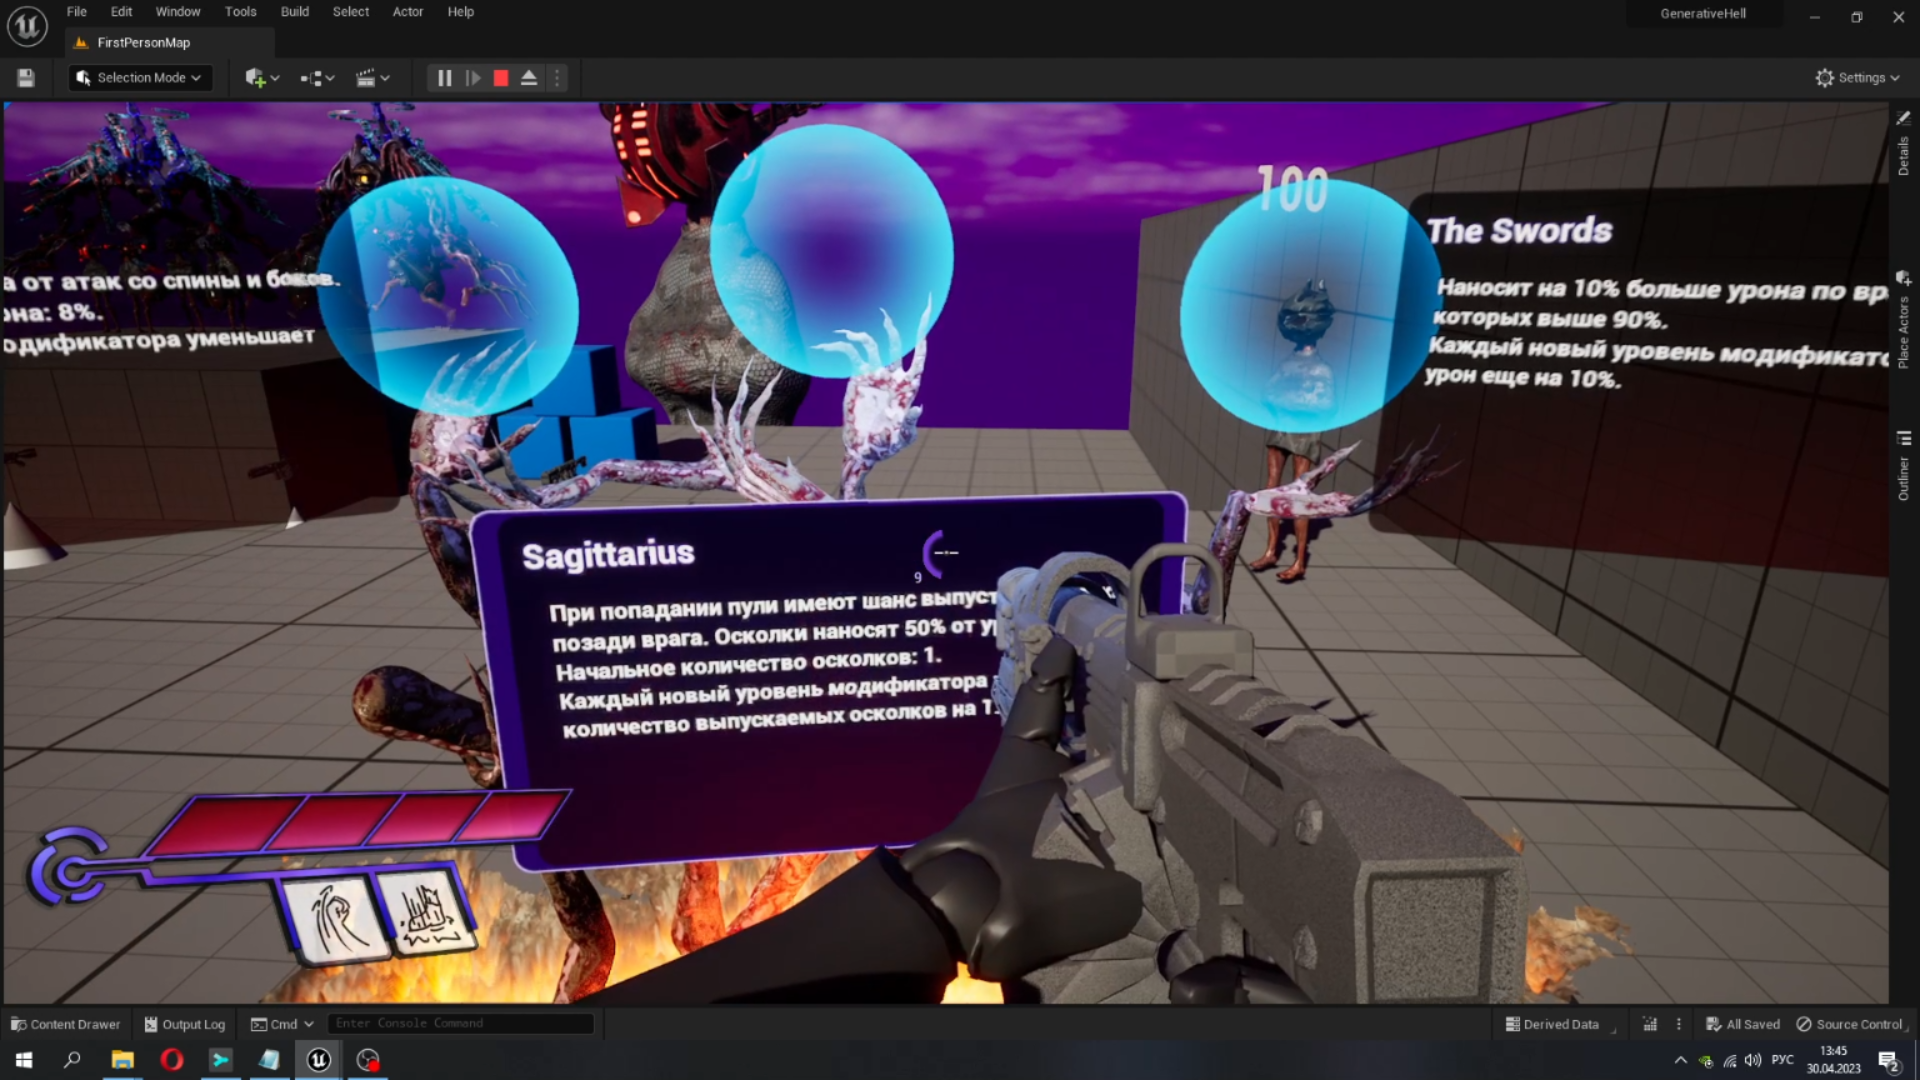 File Edit Window Tools Build Select Actor Help
GenerativeHell
FirstPersonMap
Selection Mode
Settings
Details
Place Actors
Outliner
а от атак со спины и боков.
она: 8%.
одификатора уменьшает
100
The Swords
Наносит на 10% больше урона по
которых выше 90%.
Каждый новый уровень
урон еще на 10%.
Sagittarius
9
При попадании пули имеют шанс
позади врага. Осколки наносят 50% от
Начальное количество осколков: 1.
Каждый новый уровень модификатора
количество выпускаемых осколков на 1.
Content Drawer
Output Log
Cmd
Enter Console Command
Derived Data
All Saved
Source Control
РУС
13:45
30.04.2023
2